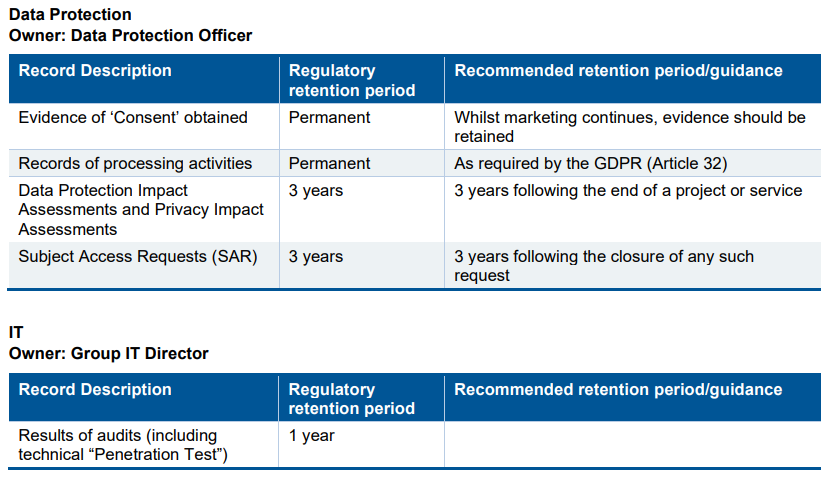 Data Protection
Owner: Data Protection Officer
Record Description
Regulatory
retention period
Recommended retention period/guidance
Evidence of ‘Consent’ obtained
Permanent
Whilst marketing continues, evidence should be
retained
Records of processing activities
Permanent
As required by the GDPR (Article 32)
Data Protection Impact
Assessments and Privacy Impact
Assessments
3 years
3 years following the end of a project or service
Subject Access Requests (SAR)
3 years
3 years following the closure of any such
request
IT
Owner: Group IT Director
Record Description
Regulatory
retention period
Recommended retention period/guidance
Results of audits (including
technical “Penetration Test”)
1 year